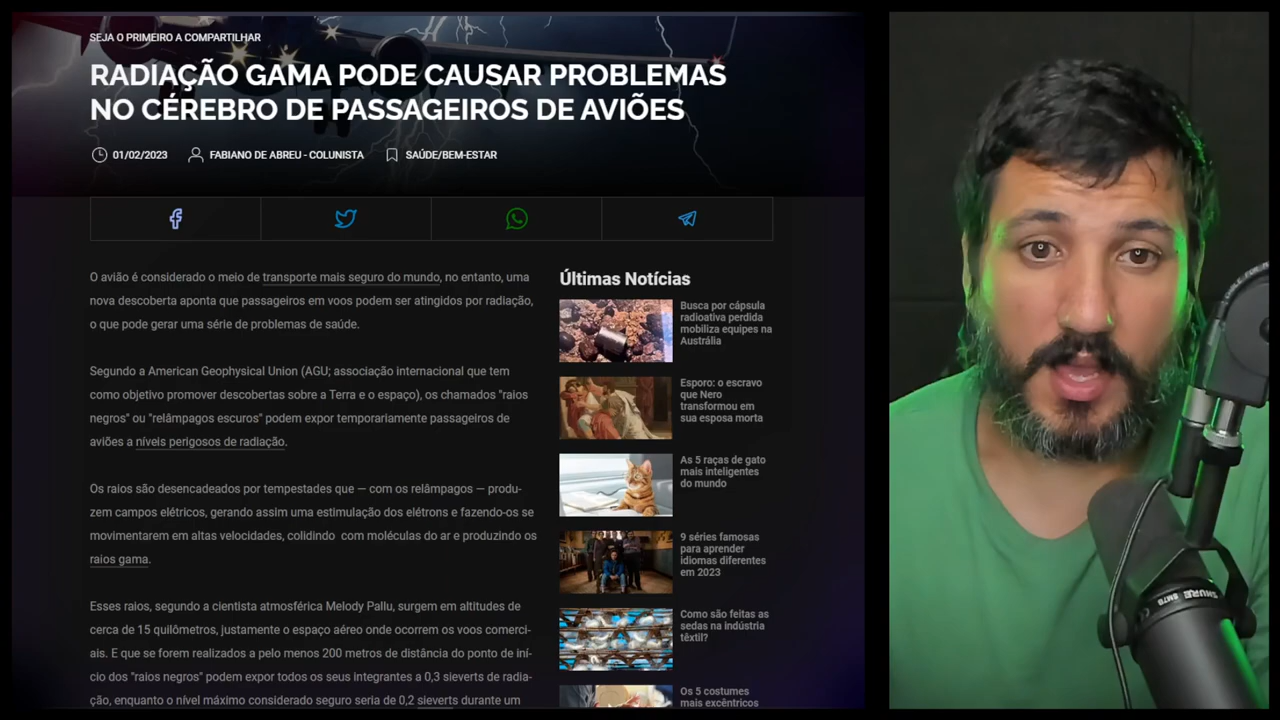 SEJA O PRIMEIRO A COMPARTILHAR
RADIAÇÃO GAMA PODE CAUSAR PROBLEMAS
NO CÉREBRO DE PASSAGEIROS DE AVIÕES
01/02/2023 FABIANO DE ABREU - COLUNISTA SAÚDE/BEM-ESTAR
O avião é considerado o meio de transporte mais seguro do mundo, no entanto, uma
nova descoberta aponta que passageiros em voos podem ser atingidos por radiação,
o que pode gerar uma série de problemas de saúde.
Segundo a American Geophysical Union (AGU; associação internacional que tem
como objetivo promover descobertas sobre a Terra e o espaço), os chamados "raios
negros" ou "relâmpagos escuros" podem expor temporariamente passageiros de
aviões a níveis perigosos de radiação.
Os raios são desencadeados por tempestades que — com os relâmpagos — produ-
zem campos elétricos, gerando assim uma estimulação dos elétrons e fazendo-os se
movimentarem em altas velocidades, colidindo com moléculas do ar e produzindo os
raios gama.
Esses raios, segundo a cientista atmosférica Melody Pallu, surgem em altitudes de
cerca de 15 quilômetros, justamente o espaço aéreo onde ocorrem os voos comerci-
ais. E que se forem realizados a pelo menos 200 metros de distância do ponto de iní-
cio dos "raios negros" podem expor todos os seus integrantes a 0,3 sieverts de radia-
ção, enquanto o nível máximo considerado seguro seria de 0,2 sieverts durante um
Últimas Notícias
Busca por cápsula
radioativa perdida
mobiliza equipes na
Austrália
Esporo: o escravo
que Nero
transformou em
sua esposa morta
As 5 raças de gato
mais inteligentes
do mundo
9 séries famosas
para aprender
idiomas diferentes
em 2023
Como são feitas as
sedas na indústria
têxtil?
Os 5 costumes
mais excêntricos
SHURE SM7B